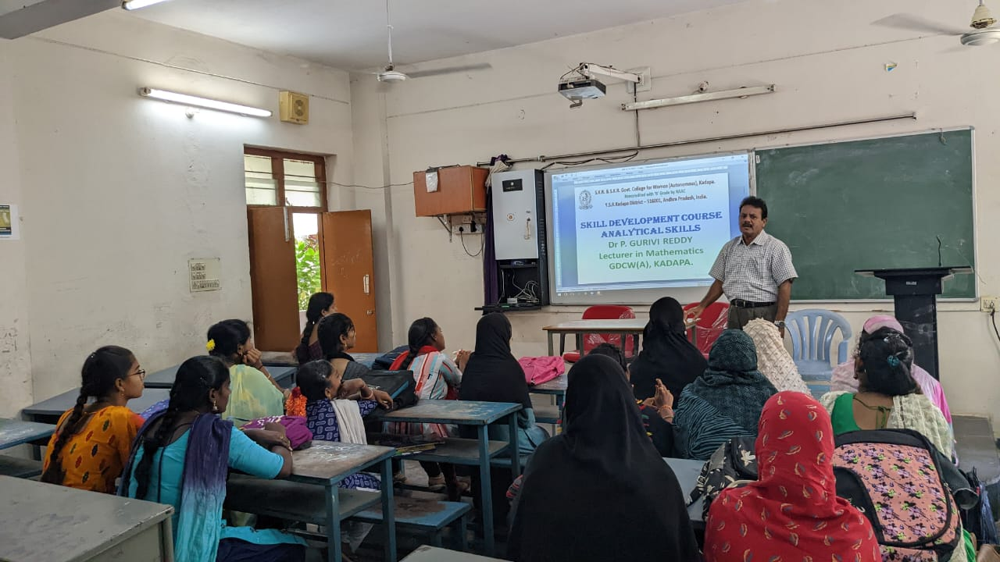 S.V.R. & S.V.R. Govt. College for Women (Autonomous), Kadapa.
Reaccredited with 'B' Grade by NAAC
Y.S.R.Kadapa District – 516001, Andhra Pradesh, India.
SKILL DEVELOPMENT COURSE
ANALYTICAL SKILLS
Dr P. GURIVI REDDY
Lecturer in Mathematics
GDCW(A), KADAPA.